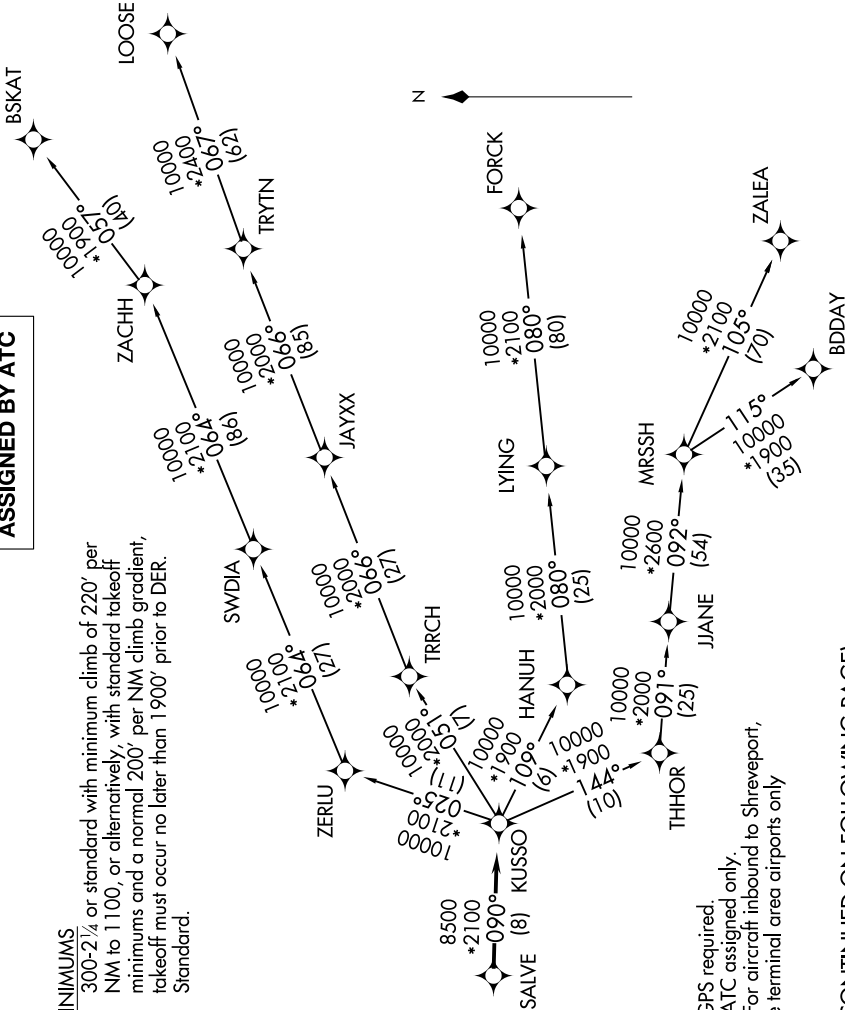 ASSIGNED BY ATC
NIMUMS
300-2¼ or standard with minimum climb of 220' per
NM to 1100, or alternatively, with standard takeoff
minimums and a normal 200' per NM climb gradient,
takeoff must occur no later than 1900' prior to DER.
Standard.
BSKAT
LOOSE
10000
*1900
057°
(40)
10000
*2400
067°
(62)
ZACHH
TRYTN
N
FORCK
ZALEA
10000
*2100
064°
(86)
10000
*2000
066°
(85)
10000
*2100
080°
(80)
10000
*2100
105°
(70)
BDDAY
SWDIA
JAYXX
LYING
MRSSH
115°
10000
*1900
(35)
10000
*2100
064°
(27)
10000
*2000
066°
(27)
10000
*2000
080°
(25)
10000
*2600
092°
(54)
ZERLU
TRRCH
HANUH
JJANE
10000
*2100
025°
(11)
10000
*2000
051°
(7)
10000
*1900
109°
(6)
10000
*1900
144°
(10)
10000
*2000
091°
(25)
KUSSO
THHOR
8500
*2100
090°
(8)
SALVE
GPS required.
ATC assigned only.
For aircraft inbound to Shreveport,
e terminal area airports only
CONTINUED ON FOLLOWING PAGE)